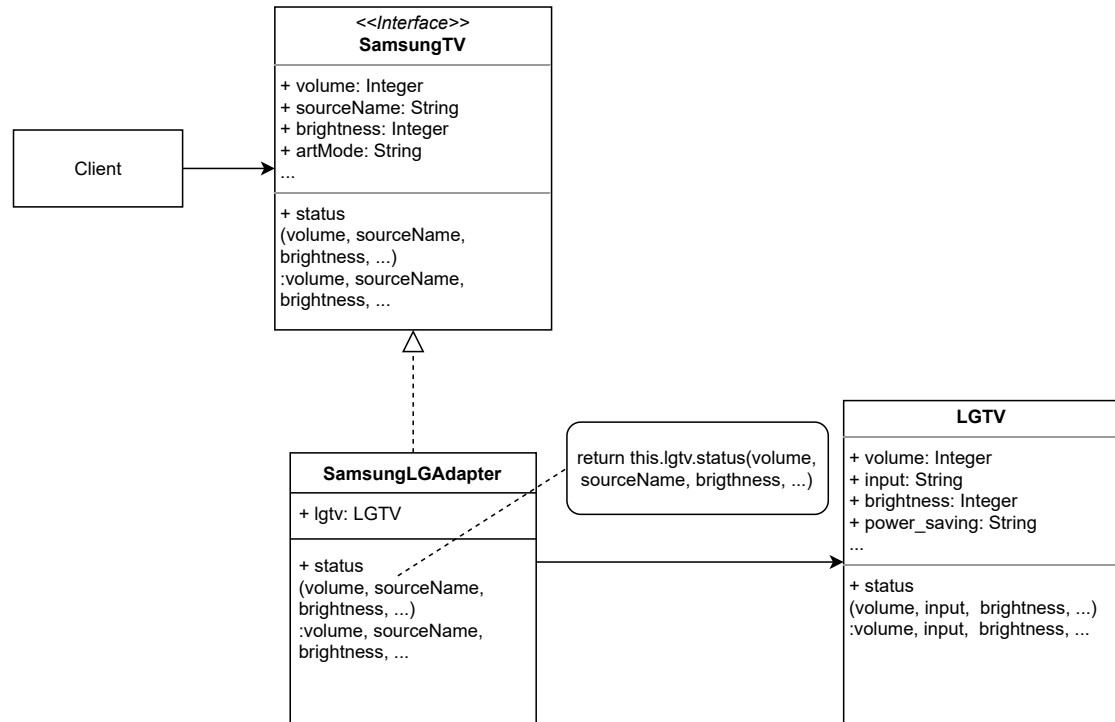 <<Interface>>
SamsungTV
+ volume: Integer
+ sourceName: String
+ brightness: Integer
+ artMode: String
...
+ status
(volume, sourceName,
brightness, ...)
:volume, sourceName,
brightness, ...
Client
SamsungLGAdapter
+ lgtv: LGTV
+ status
(volume, sourceName,
brightness, ...)
:volume, sourceName,
brightness, ...
return this.lgtv.status(volume,
sourceName, brigthness, ...)
LGTV
+ volume: Integer
+ input: String
+ brightness: Integer
+ power_saving: String
...
+ status
(volume, input, brightness, ...)
:volume, input, brightness, ...